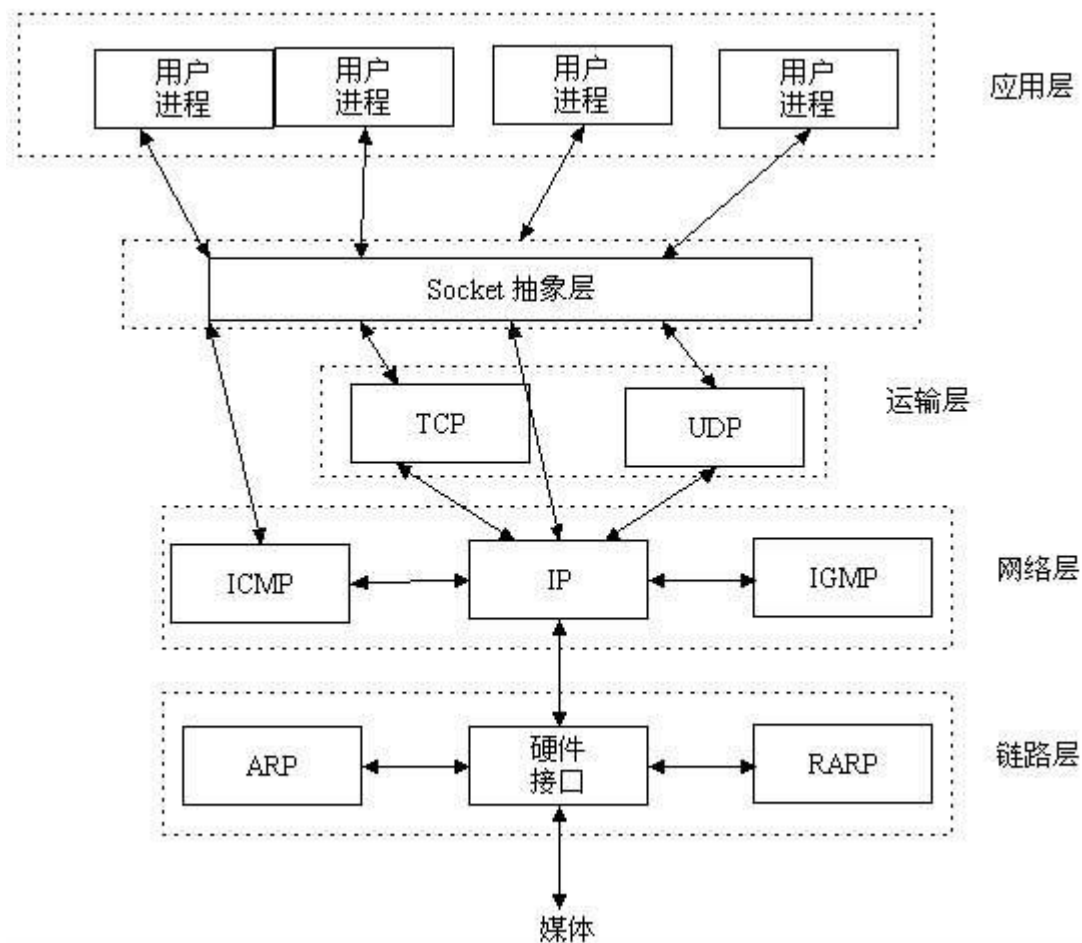 用户
进程
用户
进程
用户
进程
用户
进程
应用层
Socket 抽象层
TCP
UDP
运输层
ICMP
IP
IGMP
网络层
ARP
硬件
接口
RARP
链路层
媒体